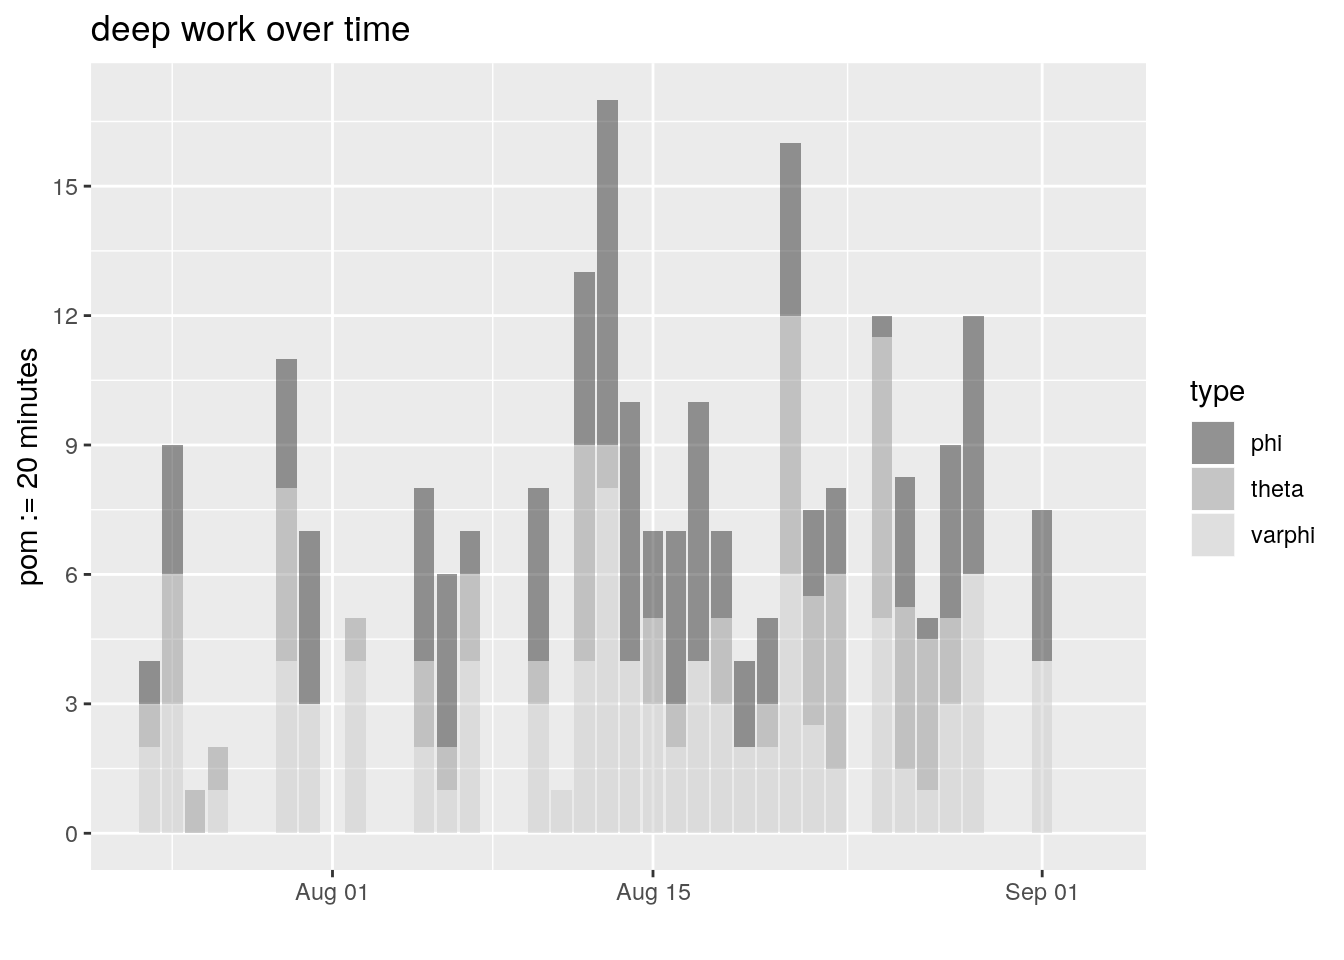 deep work over time
pom := 20 minutes
15
12
9
6
3
0
Aug 01
Aug 15
Sep 01
type
phi
theta
varphi